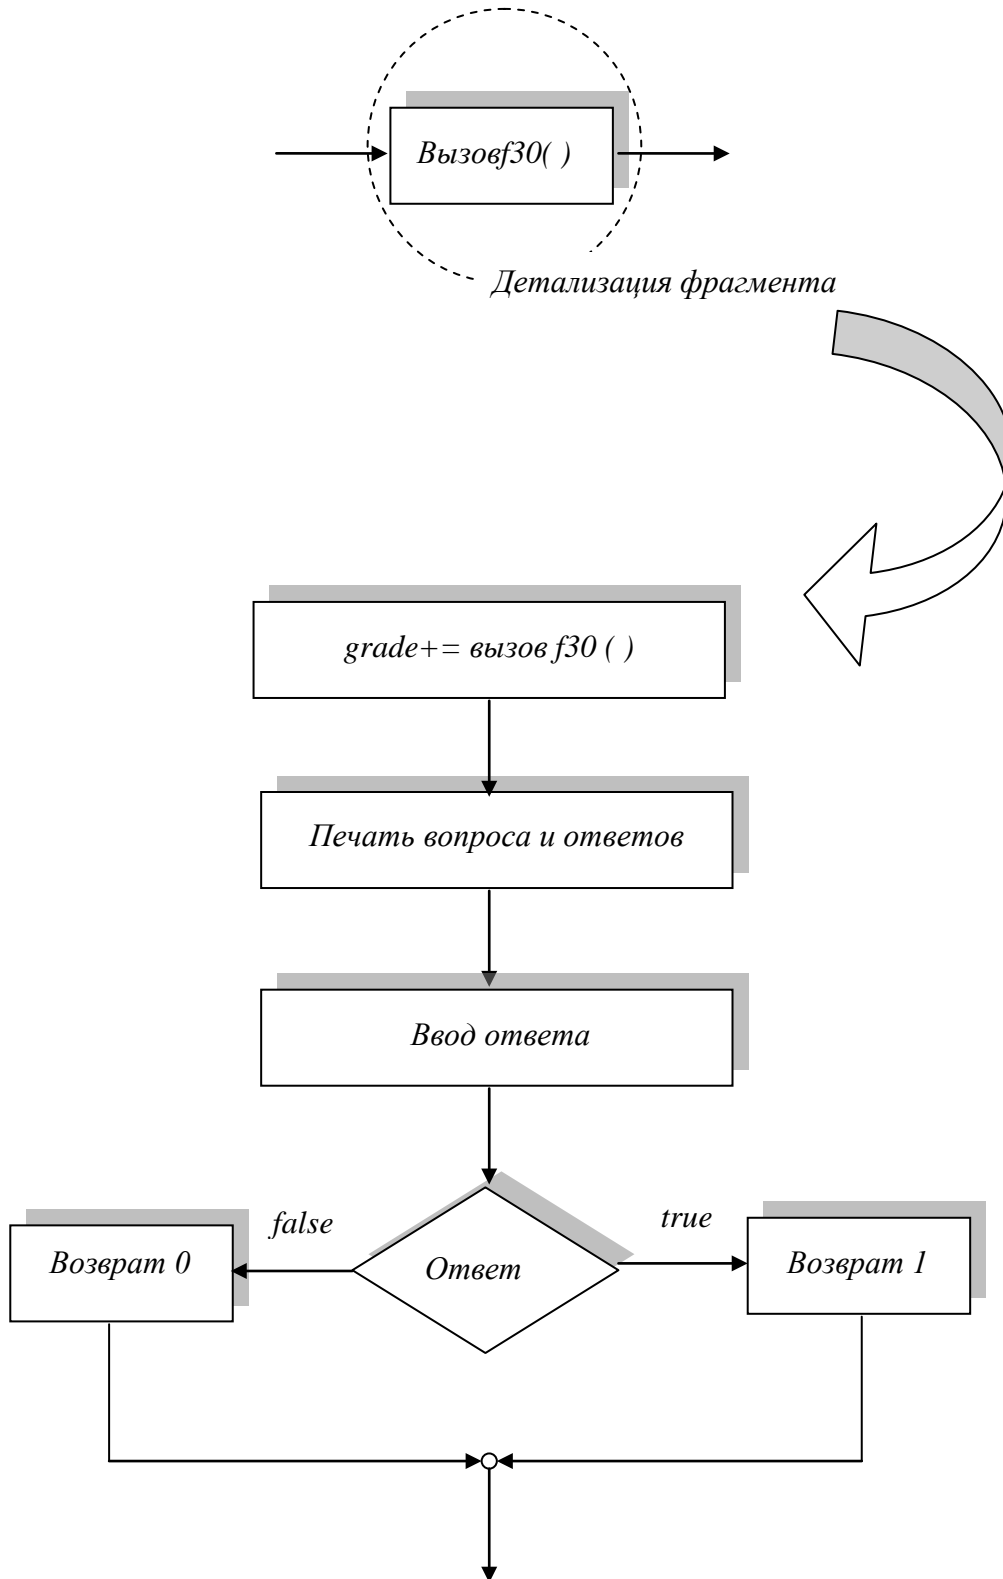 Вызовf30( )
Детализация фрагмента
grade+= вызов f30 ( )
Печать вопроса и ответов
Ввод ответа
false
true
Возврат 0
Ответ
Возврат 1